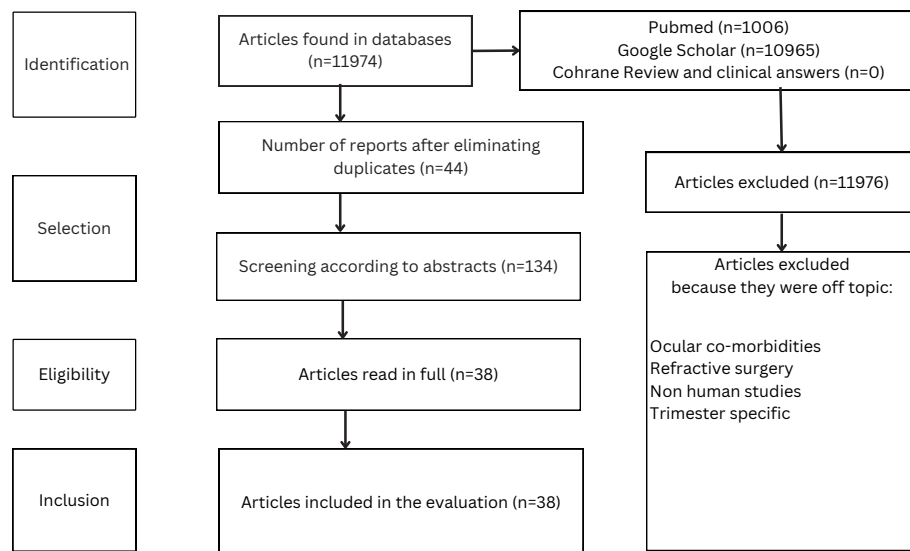 Identification
Articles found in databases
(n=11974)
Pubmed (n=1006)
Google Scholar (n=10965)
Cohrane Review and clinical answers (n=0)
Number of reports after eliminating
duplicates (n=44)
Articles excluded (n=11976)
Selection
Screening according to abstracts (n=134)
Articles excluded
because they were off topic:
Ocular co-morbidities
Refractive surgery
Non human studies
Trimester specific
Eligibility
Articles read in full (n=38)
Inclusion
Articles included in the evaluation (n=38)